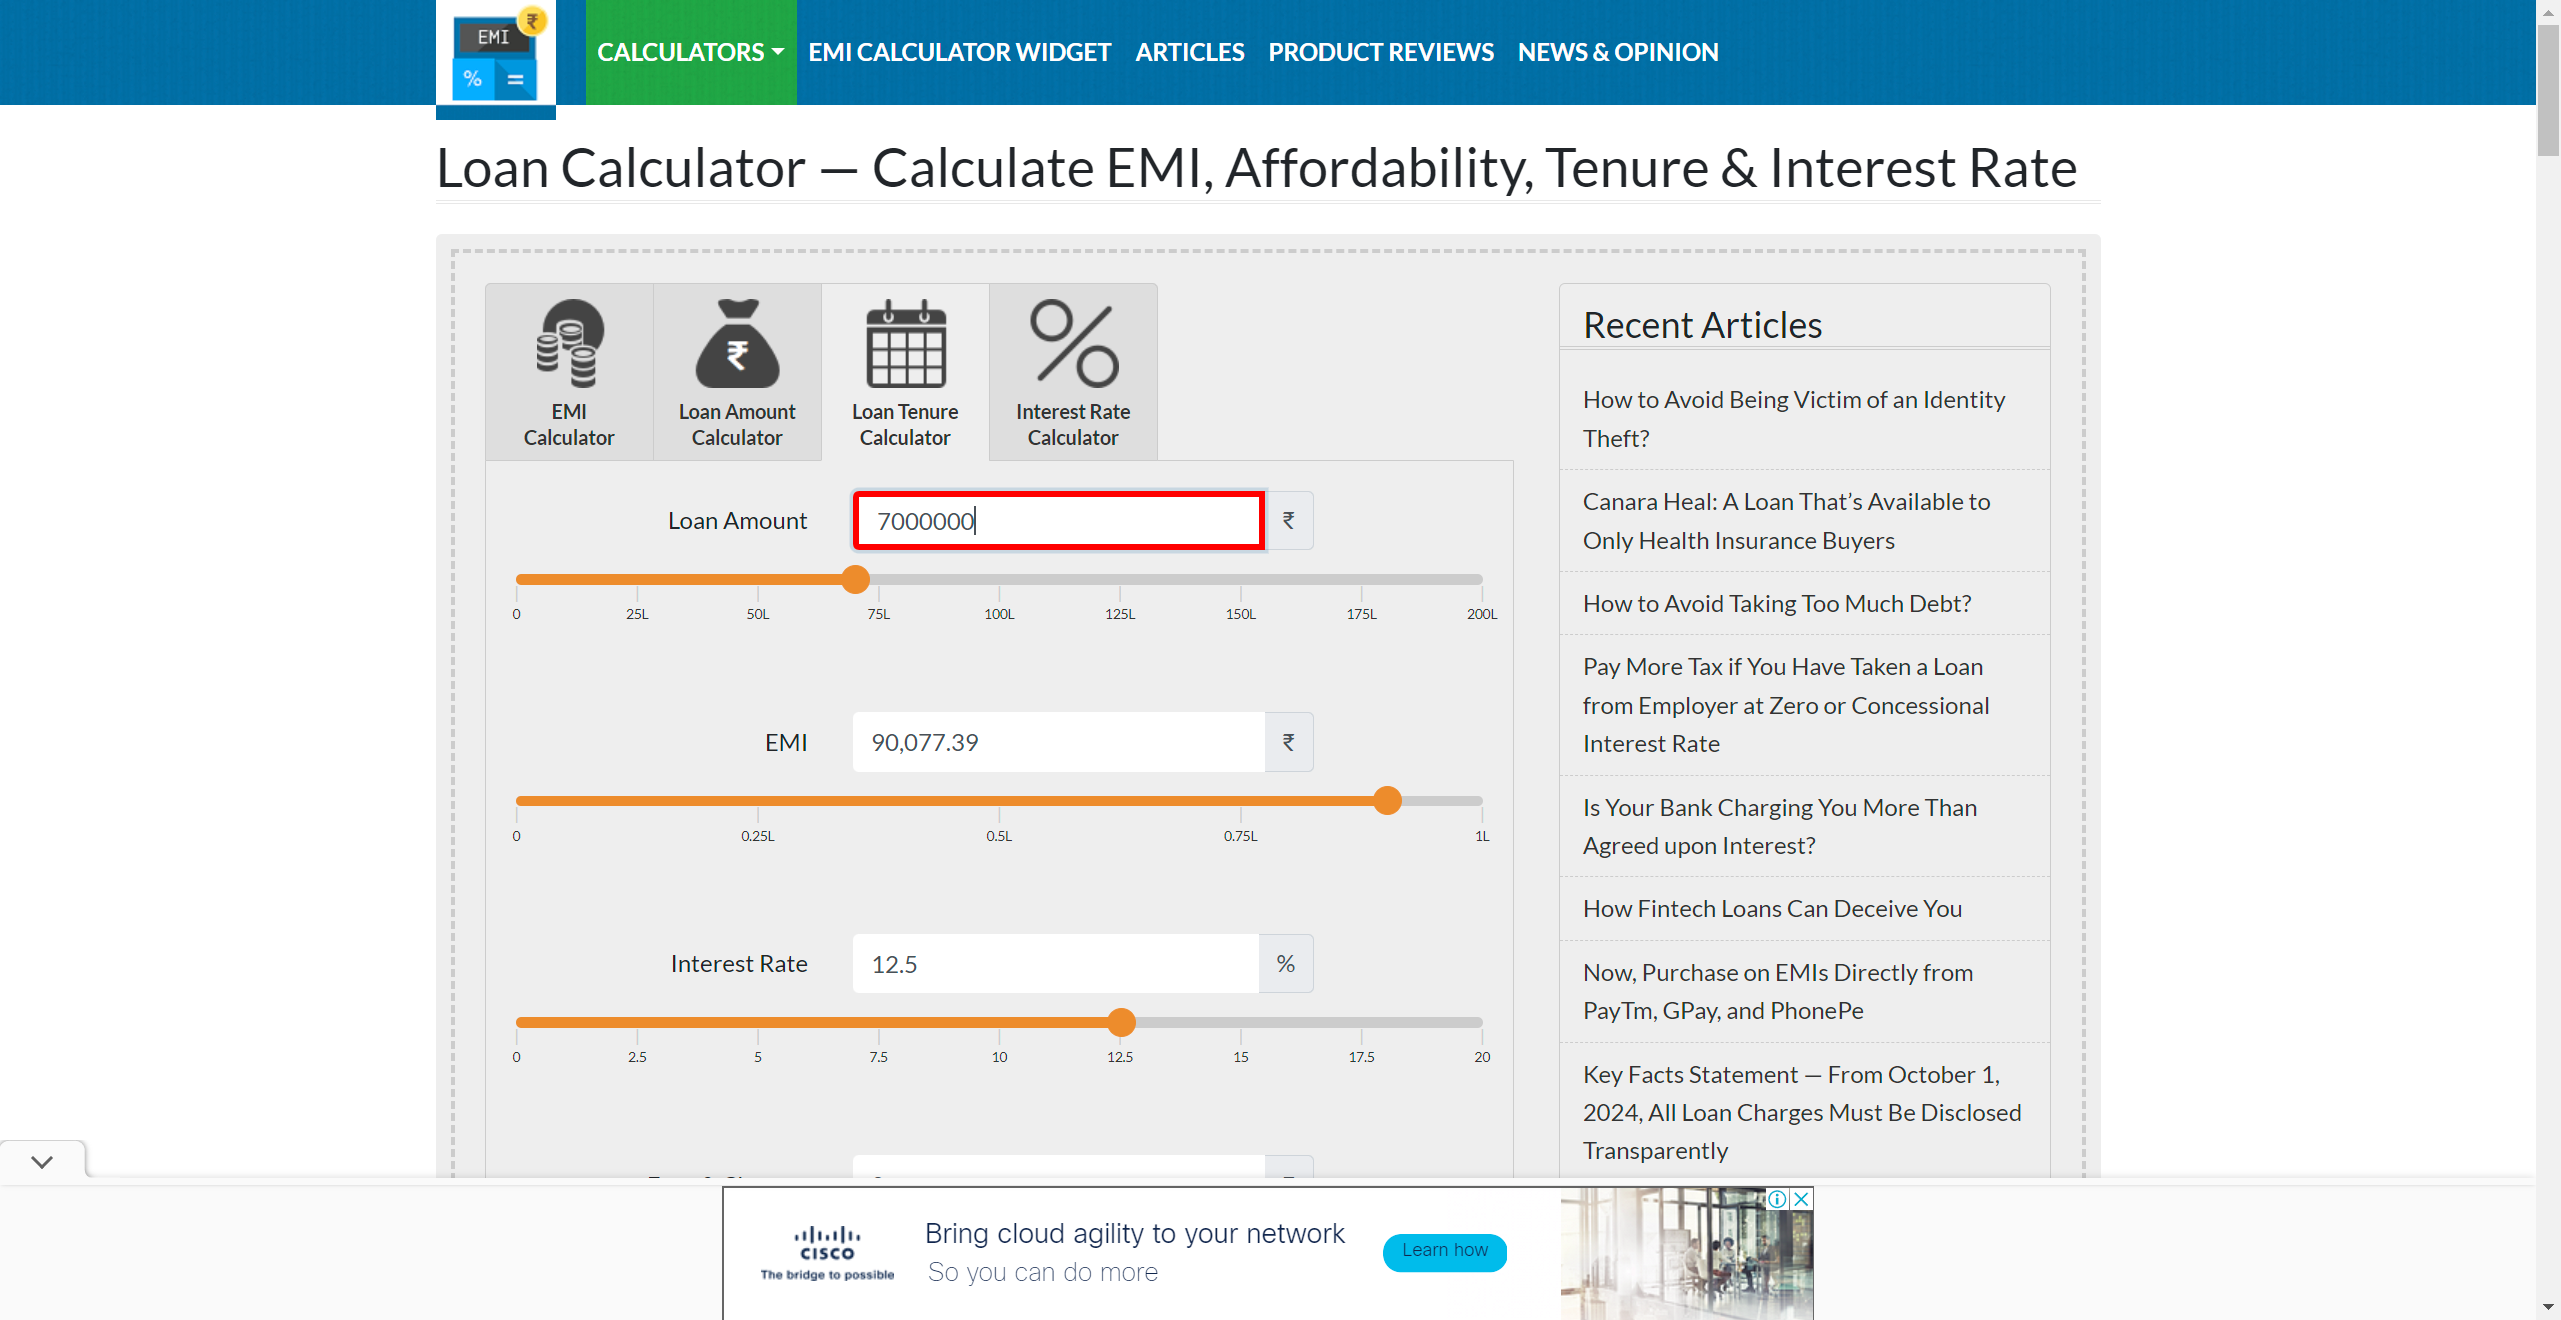 EMI
₹
%
=
CALCULATORS
EMI CALCULATOR WIDGET
ARTICLES
PRODUCT REVIEWS
NEWS & OPINION
Loan Calculator — Calculate EMI, Affordability, Tenure & Interest Rate
EMI
Calculator
₹
Loan Amount
Calculator
Loan Tenure
Calculator
Interest Rate
Calculator
Loan Amount
7000000
₹
0 25L 50L 75L 100L 125L 150L 175L 200L
EMI
90,077.39
₹
0 0.25L 0.5L 0.75L 1L
Interest Rate
12.5
%
0 2.5 5 7.5 10 12.5 15 17.5 20
Recent Articles
How to Avoid Being Victim of an Identity
Theft?
Canara Heal: A Loan That’s Available to
Only Health Insurance Buyers
How to Avoid Taking Too Much Debt?
Pay More Tax if You Have Taken a Loan
from Employer at Zero or Concessional
Interest Rate
Is Your Bank Charging You More Than
Agreed upon Interest?
How Fintech Loans Can Deceive You
Now, Purchase on EMIs Directly from
PayTm, GPay, and PhonePe
Key Facts Statement — From October 1,
2024, All Loan Charges Must Be Disclosed
Transparently
CISCO
The bridge to possible
Bring cloud agility to your network
So you can do more
Learn how